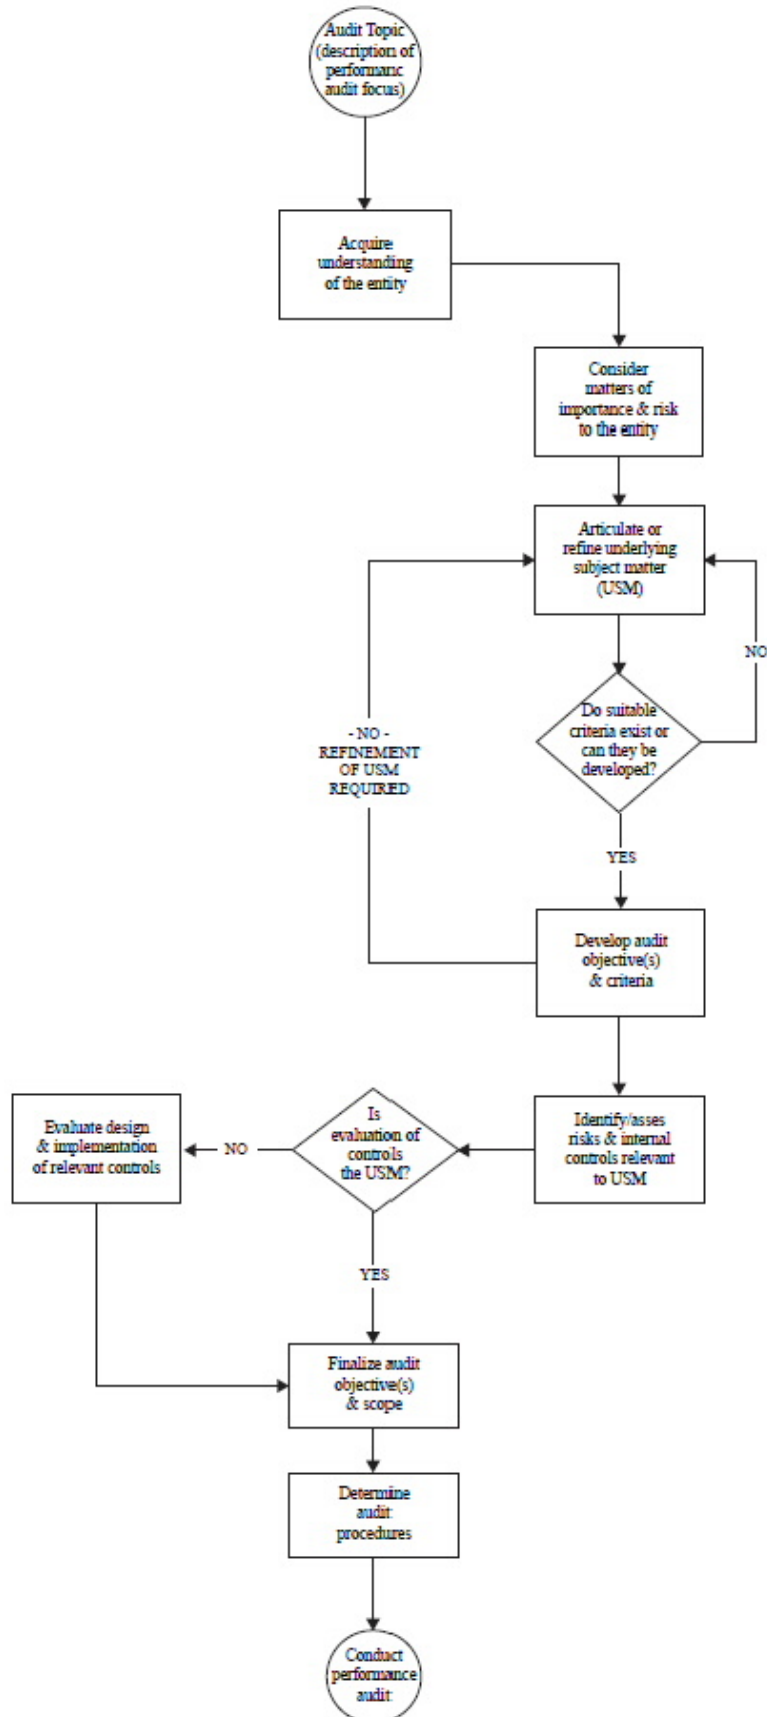 Audit Topic
(description of
performanc
audit focus)
Acquire
understanding
of the entity
Consider
matters of
importance & risk
to the entity
Articulate or
refine underlying
subject matter
(USM)
NO
Do suitable
criteria exist or
can they be
developed?
- NO -
REFINEMENT
OF USM
REQUIRED
YES
Develop audit
objective(s)
& criteria
Identify/asses
risks & internal
controls relevant
to USM
Is
evaluation of
controls
the USM?
NO
Evaluate design
& implementation
of relevant controls
YES
Finalize audit
objective(s)
& scope
Determine
audit
procedures
Conduct
performance
audit